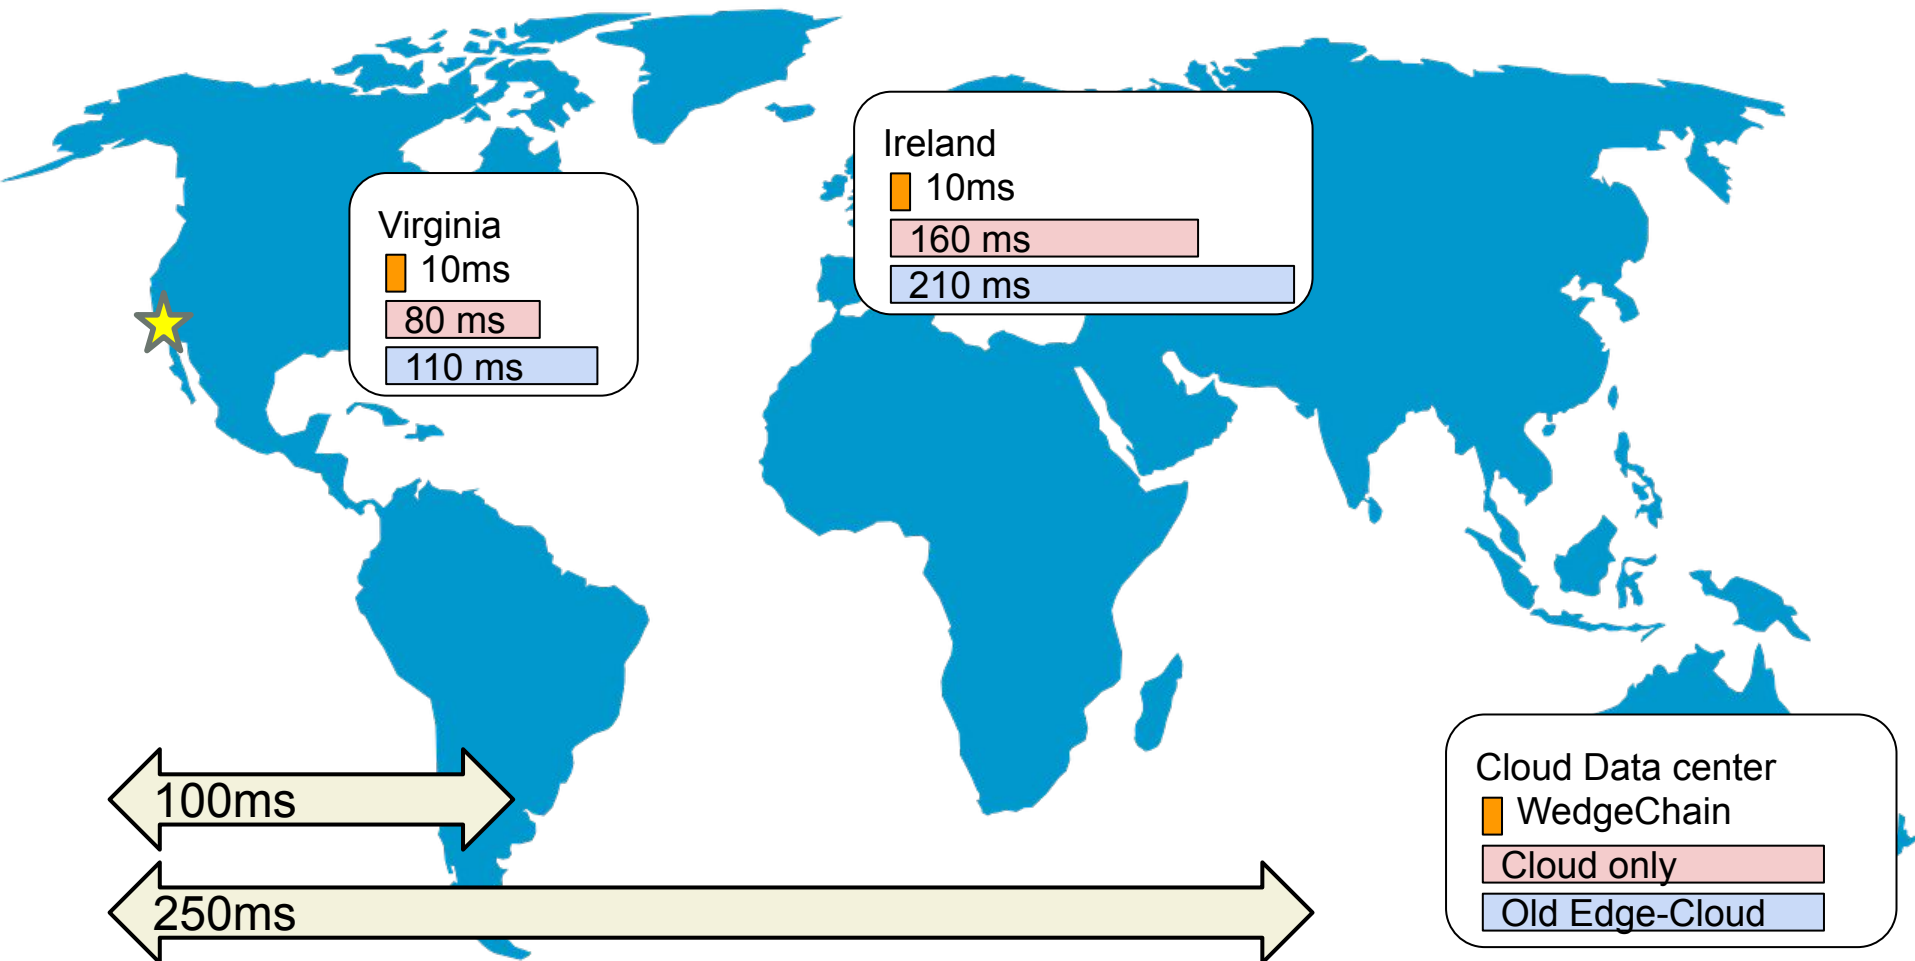 Virginia
10ms
80 ms
110 ms
Ireland
10ms
160 ms
210 ms
100ms
250ms
Cloud Data center
WedgeChain
Cloud only
Old Edge-Cloud